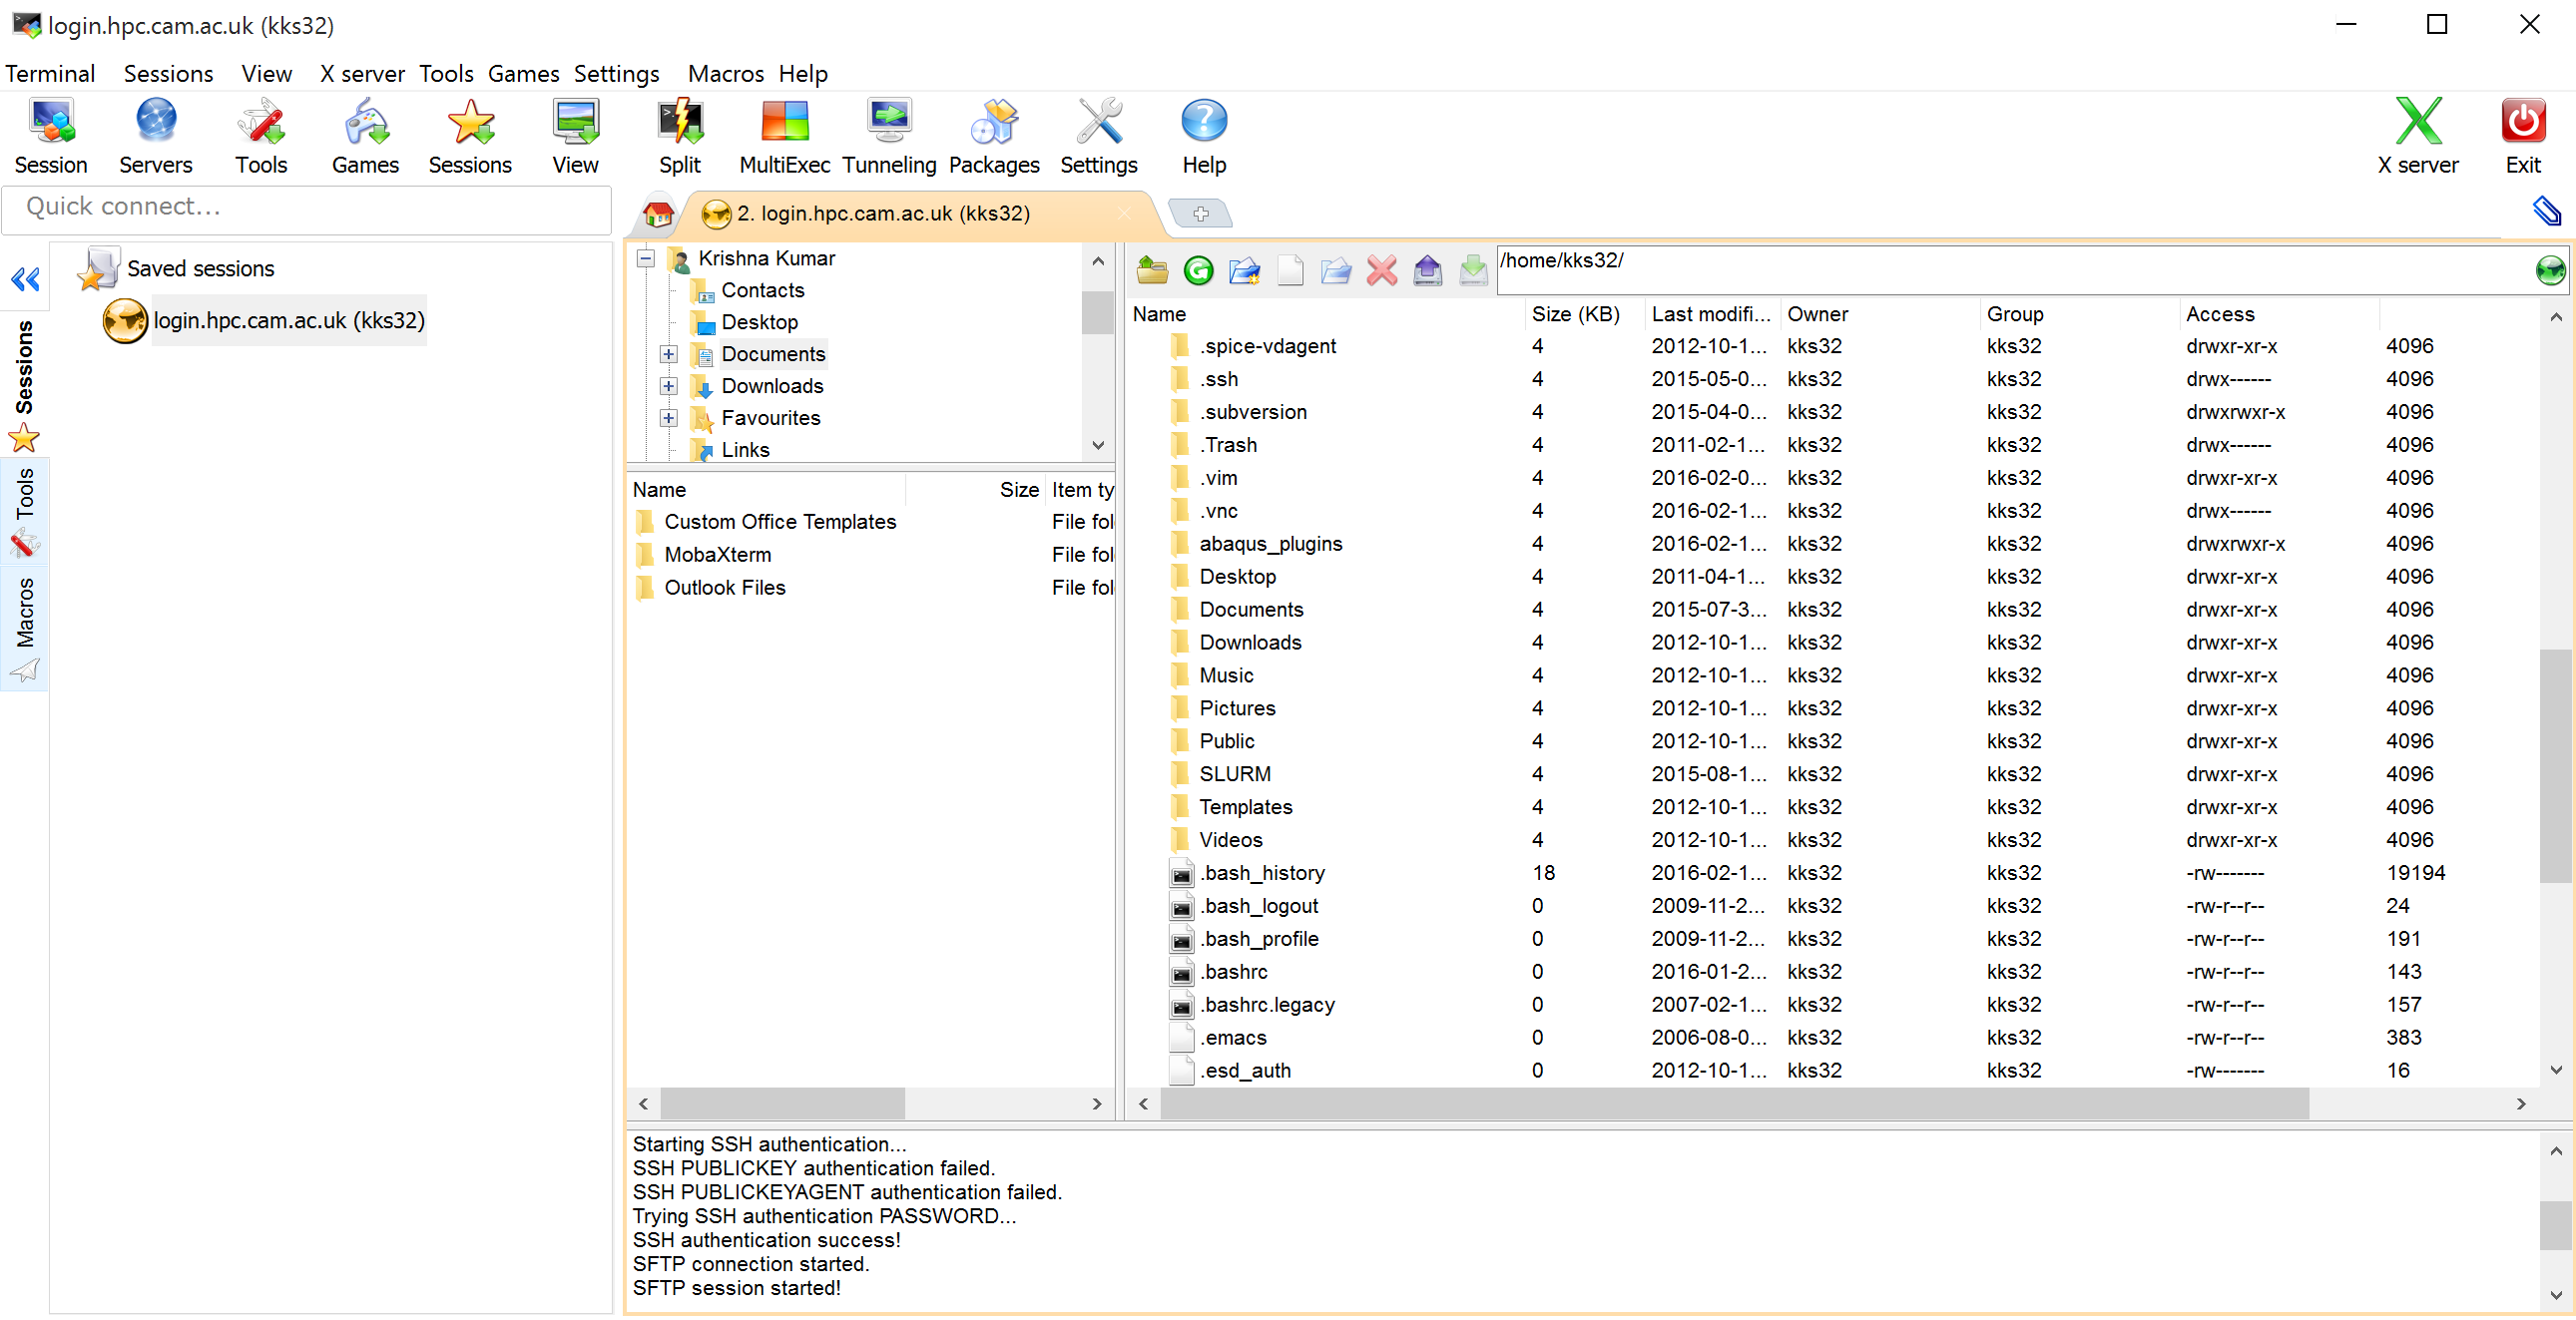 login.hpc.cam.ac.uk (kks32)
Terminal Sessions View X server Tools Games Settings Macros Help
Session Servers Tools Games Sessions View Split MultiExec Tunneling Packages Settings Help X server Exit
Quick connect...
2. login.hpc.cam.ac.uk (kks32)
Saved sessions
login.hpc.cam.ac.uk (kks32)
Sessions
Tools
Macros
Krishna Kumar
Contacts
Desktop
Documents
Downloads
Favourites
Links
Name Size Item ty
Custom Office Templates File fol
MobaXterm File fol
Outlook Files File fol
/home/kks32/
Name Size (KB) Last modifi... Owner Group Access
.spice-vdagent 4 2012-10-1... kks32 kks32 drwxr-xr-x 4096
.ssh 4 2015-05-0... kks32 kks32 drwx------ 4096
.subversion 4 2015-04-0... kks32 kks32 drwxrwxr-x 4096
.Trash 4 2011-02-1... kks32 kks32 drwx------ 4096
.vim 4 2016-02-0... kks32 kks32 drwxr-xr-x 4096
.vnc 4 2016-02-1... kks32 kks32 drwx------ 4096
abaqus_plugins 4 2016-02-1... kks32 kks32 drwxrwxr-x 4096
Desktop 4 2011-04-1... kks32 kks32 drwxr-xr-x 4096
Documents 4 2015-07-3... kks32 kks32 drwxr-xr-x 4096
Downloads 4 2012-10-1... kks32 kks32 drwxr-xr-x 4096
Music 4 2012-10-1... kks32 kks32 drwxr-xr-x 4096
Pictures 4 2012-10-1... kks32 kks32 drwxr-xr-x 4096
Public 4 2012-10-1... kks32 kks32 drwxr-xr-x 4096
SLURM 4 2015-08-1... kks32 kks32 drwxr-xr-x 4096
Templates 4 2012-10-1... kks32 kks32 drwxr-xr-x 4096
Videos 4 2012-10-1... kks32 kks32 drwxr-xr-x 4096
.bash_history 18 2016-02-1... kks32 kks32 -rw------- 19194
.bash_logout 0 2009-11-2... kks32 kks32 -rw-r--r-- 24
.bash_profile 0 2009-11-2... kks32 kks32 -rw-r--r-- 191
.bashrc 0 2016-01-2... kks32 kks32 -rw-r--r-- 143
.bashrc.legacy 0 2007-02-1... kks32 kks32 -rw-r--r-- 157
.emacs 0 2006-08-0... kks32 kks32 -rw-r--r-- 383
.esd_auth 0 2012-10-1... kks32 kks32 -rw------- 16
Starting SSH authentication...
SSH PUBLICKEY authentication failed.
SSH PUBLICKEYAGENT authentication failed.
Trying SSH authentication PASSWORD...
SSH authentication success!
SFTP connection started.
SFTP session started!